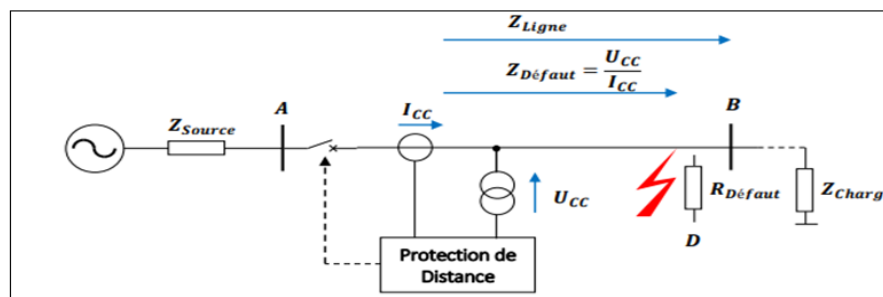 Z_Ligne
Z_Défaut = U_CC / I_CC
A
B
I_CC
Z_Source
U_CC
R_Défaut
Z_Charg
D
Protection de
Distance